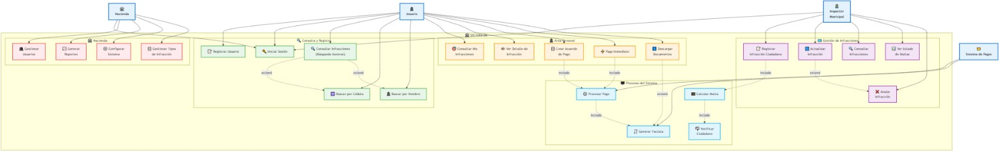 Hacienda
Usuario
Inspector
Municipal
SISTEMA DE
Hacienda
Consulta y Registro
Área Personal
Gestión de Infracciones
Gestionar
Usuarios
Generar
Reportes
Configurar
Sistema
Gestionar Tipos
de Infracción
Registrar Usuario
Iniciar Sesión
Consultar Infracciones
(Búsqueda General)
Consultar Mis
Infracciones
Ver Detalle de
Infracción
Crear Acuerdo
de Pago
Pago Inmediato
Descargar
Documentos
Registrar
Infracción Ciudadana
Actualizar
Infracción
Consultar
Infracciones
Ver Estado
de Multas
Sistema de Pagos
extend
extend
include
include
include
extend
Procesos del Sistema
Buscar por Cédula
Buscar por Nombre
Procesar Pago
extend
Calcular Multa
Anular
Infracción
include
include
Generar Factura
Notificar
Ciudadano